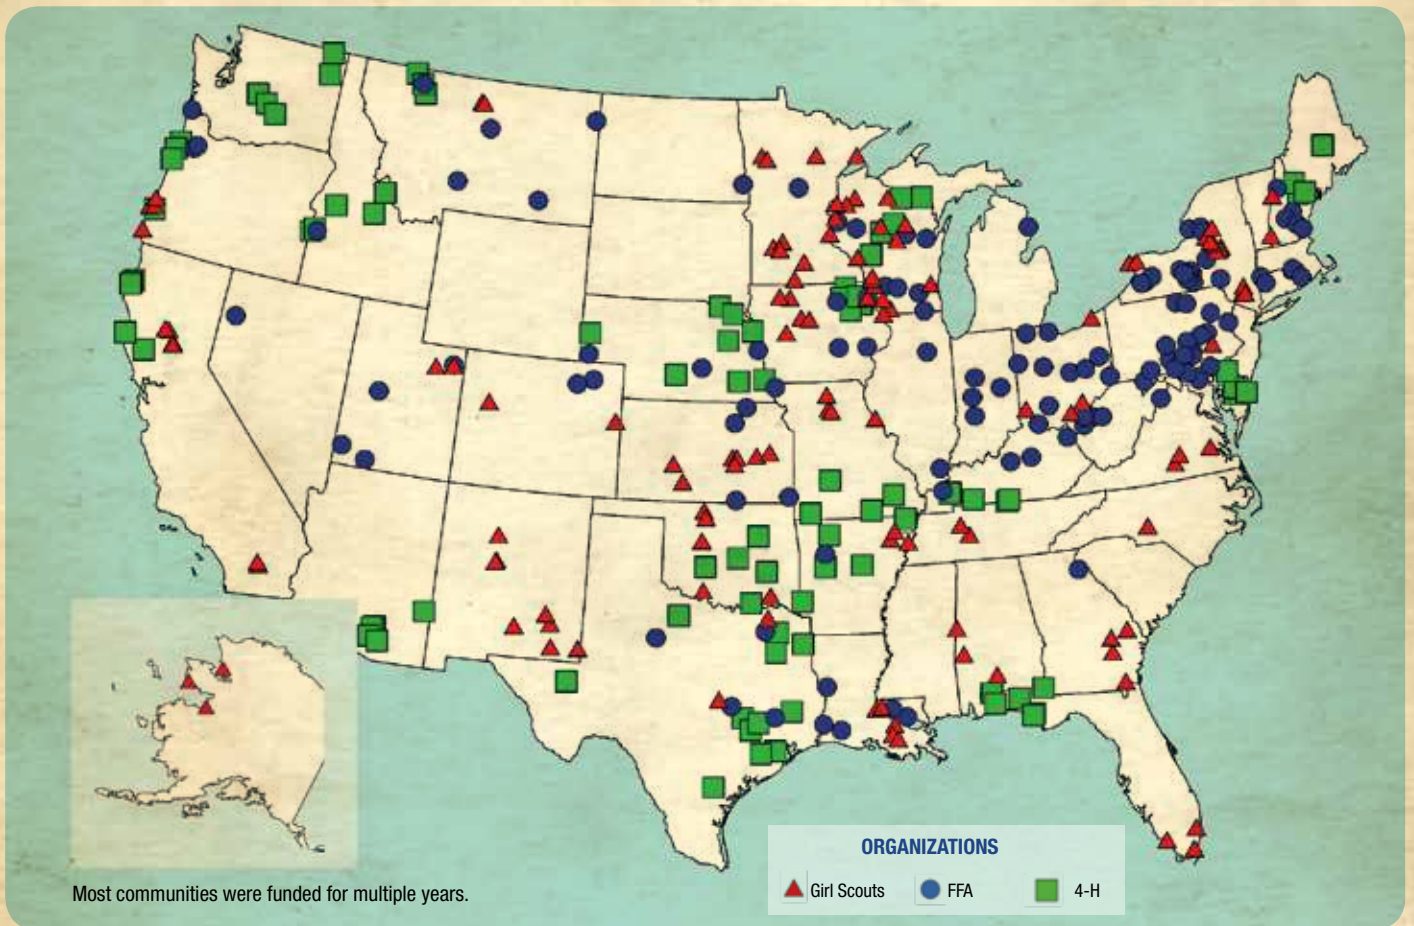 ORGANIZATIONS
Girl Scouts FFA 4-H
Most communities were funded for multiple years.